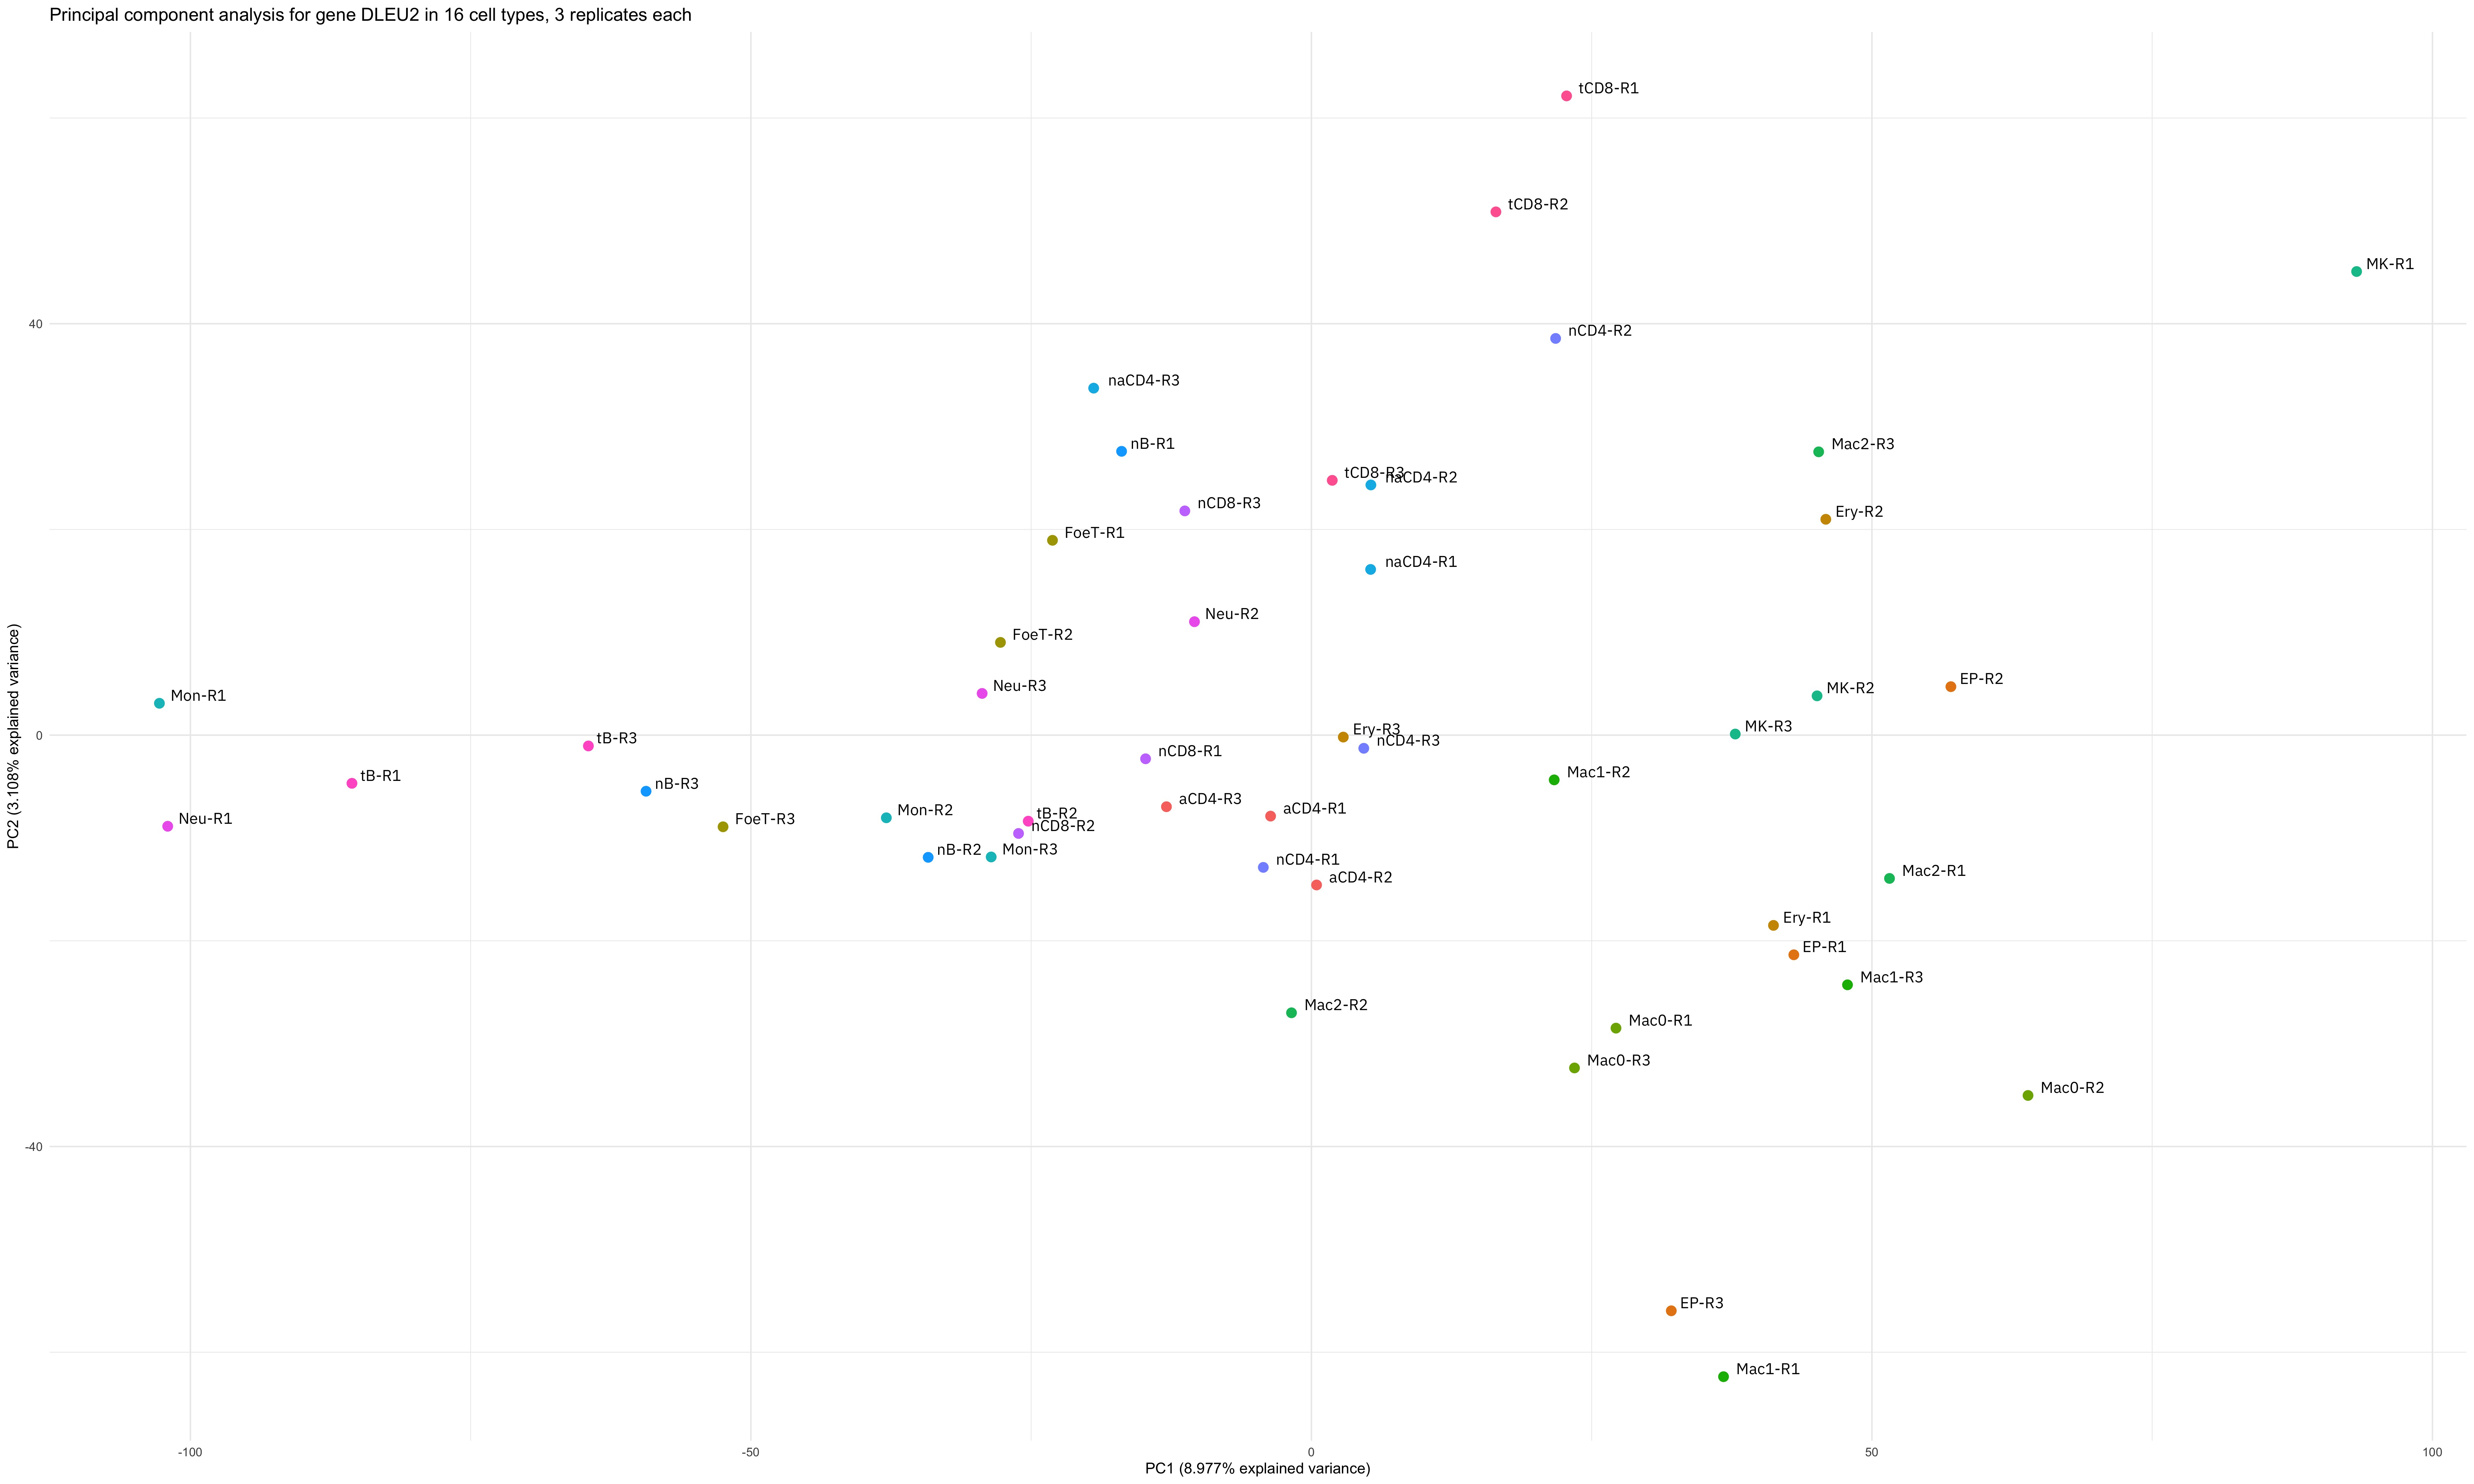 Principal component analysis for gene DLEU2 in 16 cell types, 3 replicates each
tCD8-R1
tCD8-R2
MK-R1
40
nCD4-R2
naCD4-R3
nB-R1
Mac2-R3
tCD8-R3
naCD4-R2
nCD8-R3
Ery-R2
FoeT-R1
naCD4-R1
Neu-R2
FoeT-R2
Neu-R3
EP-R2
MK-R2
Mon-R1
MK-R3
Ery-R3
0
tB-R3
nCD4-R3
nCD8-R1
Mac1-R2
tB-R1
nB-R3
aCD4-R3
aCD4-R1
Mon-R2
tB-R2
Neu-R1
FoeT-R3
nCD8-R2
nB-R2
Mon-R3
nCD4-R1
Mac2-R1
aCD4-R2
Ery-R1
EP-R1
Mac1-R3
Mac2-R2
Mac0-R1
Mac0-R3
Mac0-R2
-40
EP-R3
Mac1-R1
-100
-50
0
50
100
PC1 (8.977% explained variance)
PC2 (3.108% explained variance)